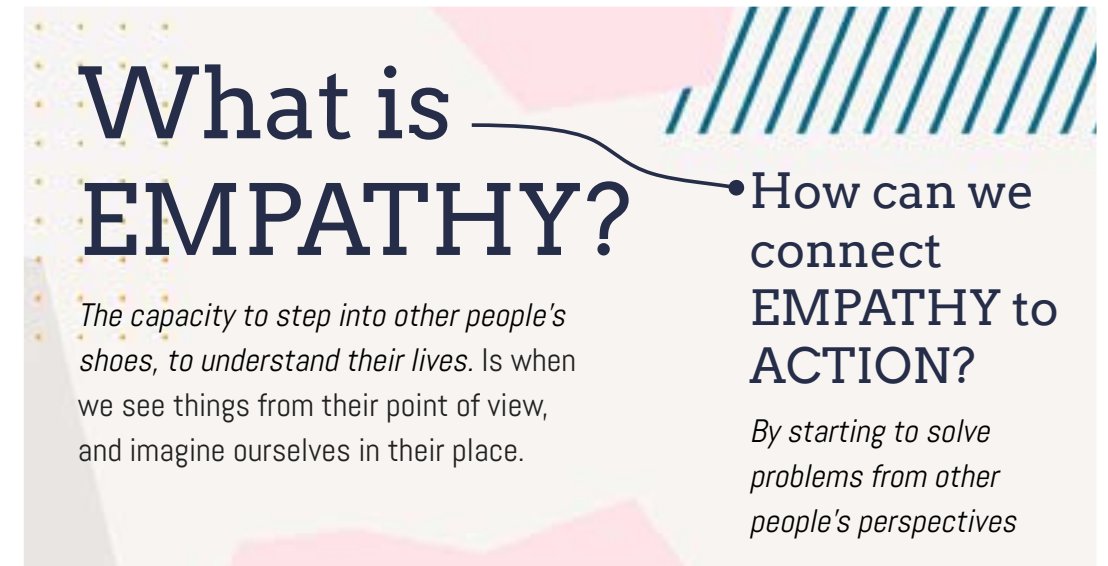 What is
EMPATHY?
The capacity to step into other people's
shoes, to understand their lives. Is when
we see things from their point of view,
and imagine ourselves in their place.
How can we
connect
EMPATHY to
ACTION?
By starting to solve
problems from other
people's perspectives